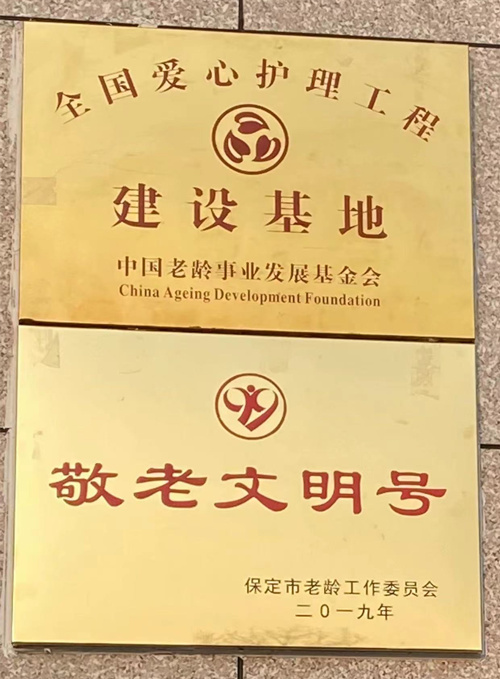 全国爱心护理工程
建设基地
中国老龄事业发展基金会
China Ageing Development Foundation
敬老文明号
保定市老龄工作委员会
二0一九年